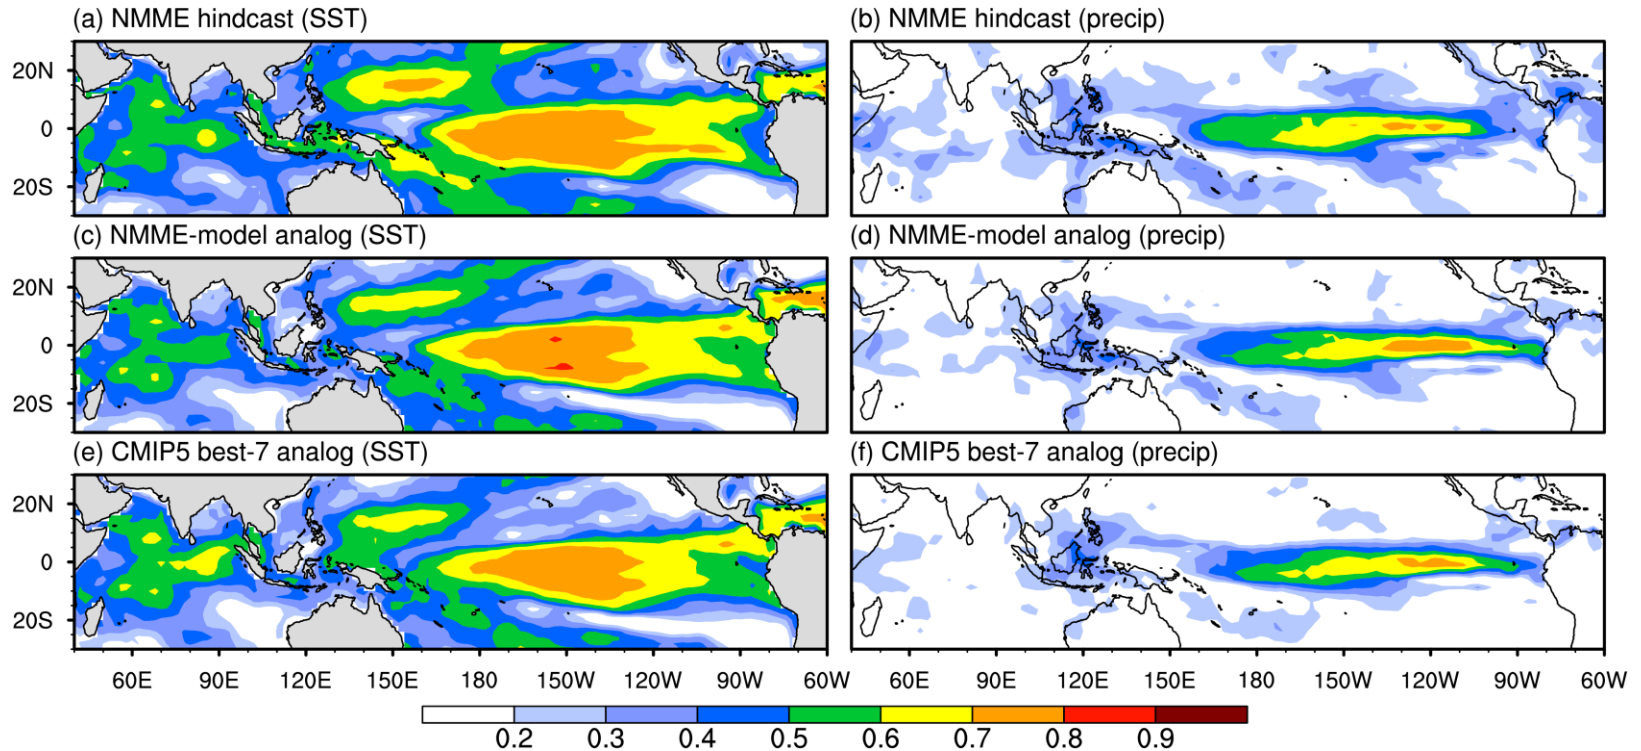 (a) NMME hindcast (SST)
(b) NMME hindcast (precip)
20N
0
20S
(c) NMME-model analog (SST)
(d) NMME-model analog (precip)
20N
0
20S
(e) CMIP5 best-7 analog (SST)
(f) CMIP5 best-7 analog (precip)
20N
0
20S
60E 90E 120E 150E 180 150W 120W 90W 60W
60E 90E 120E 150E 180 150W 120W 90W 60W
0.2 0.3 0.4 0.5 0.6 0.7 0.8 0.9